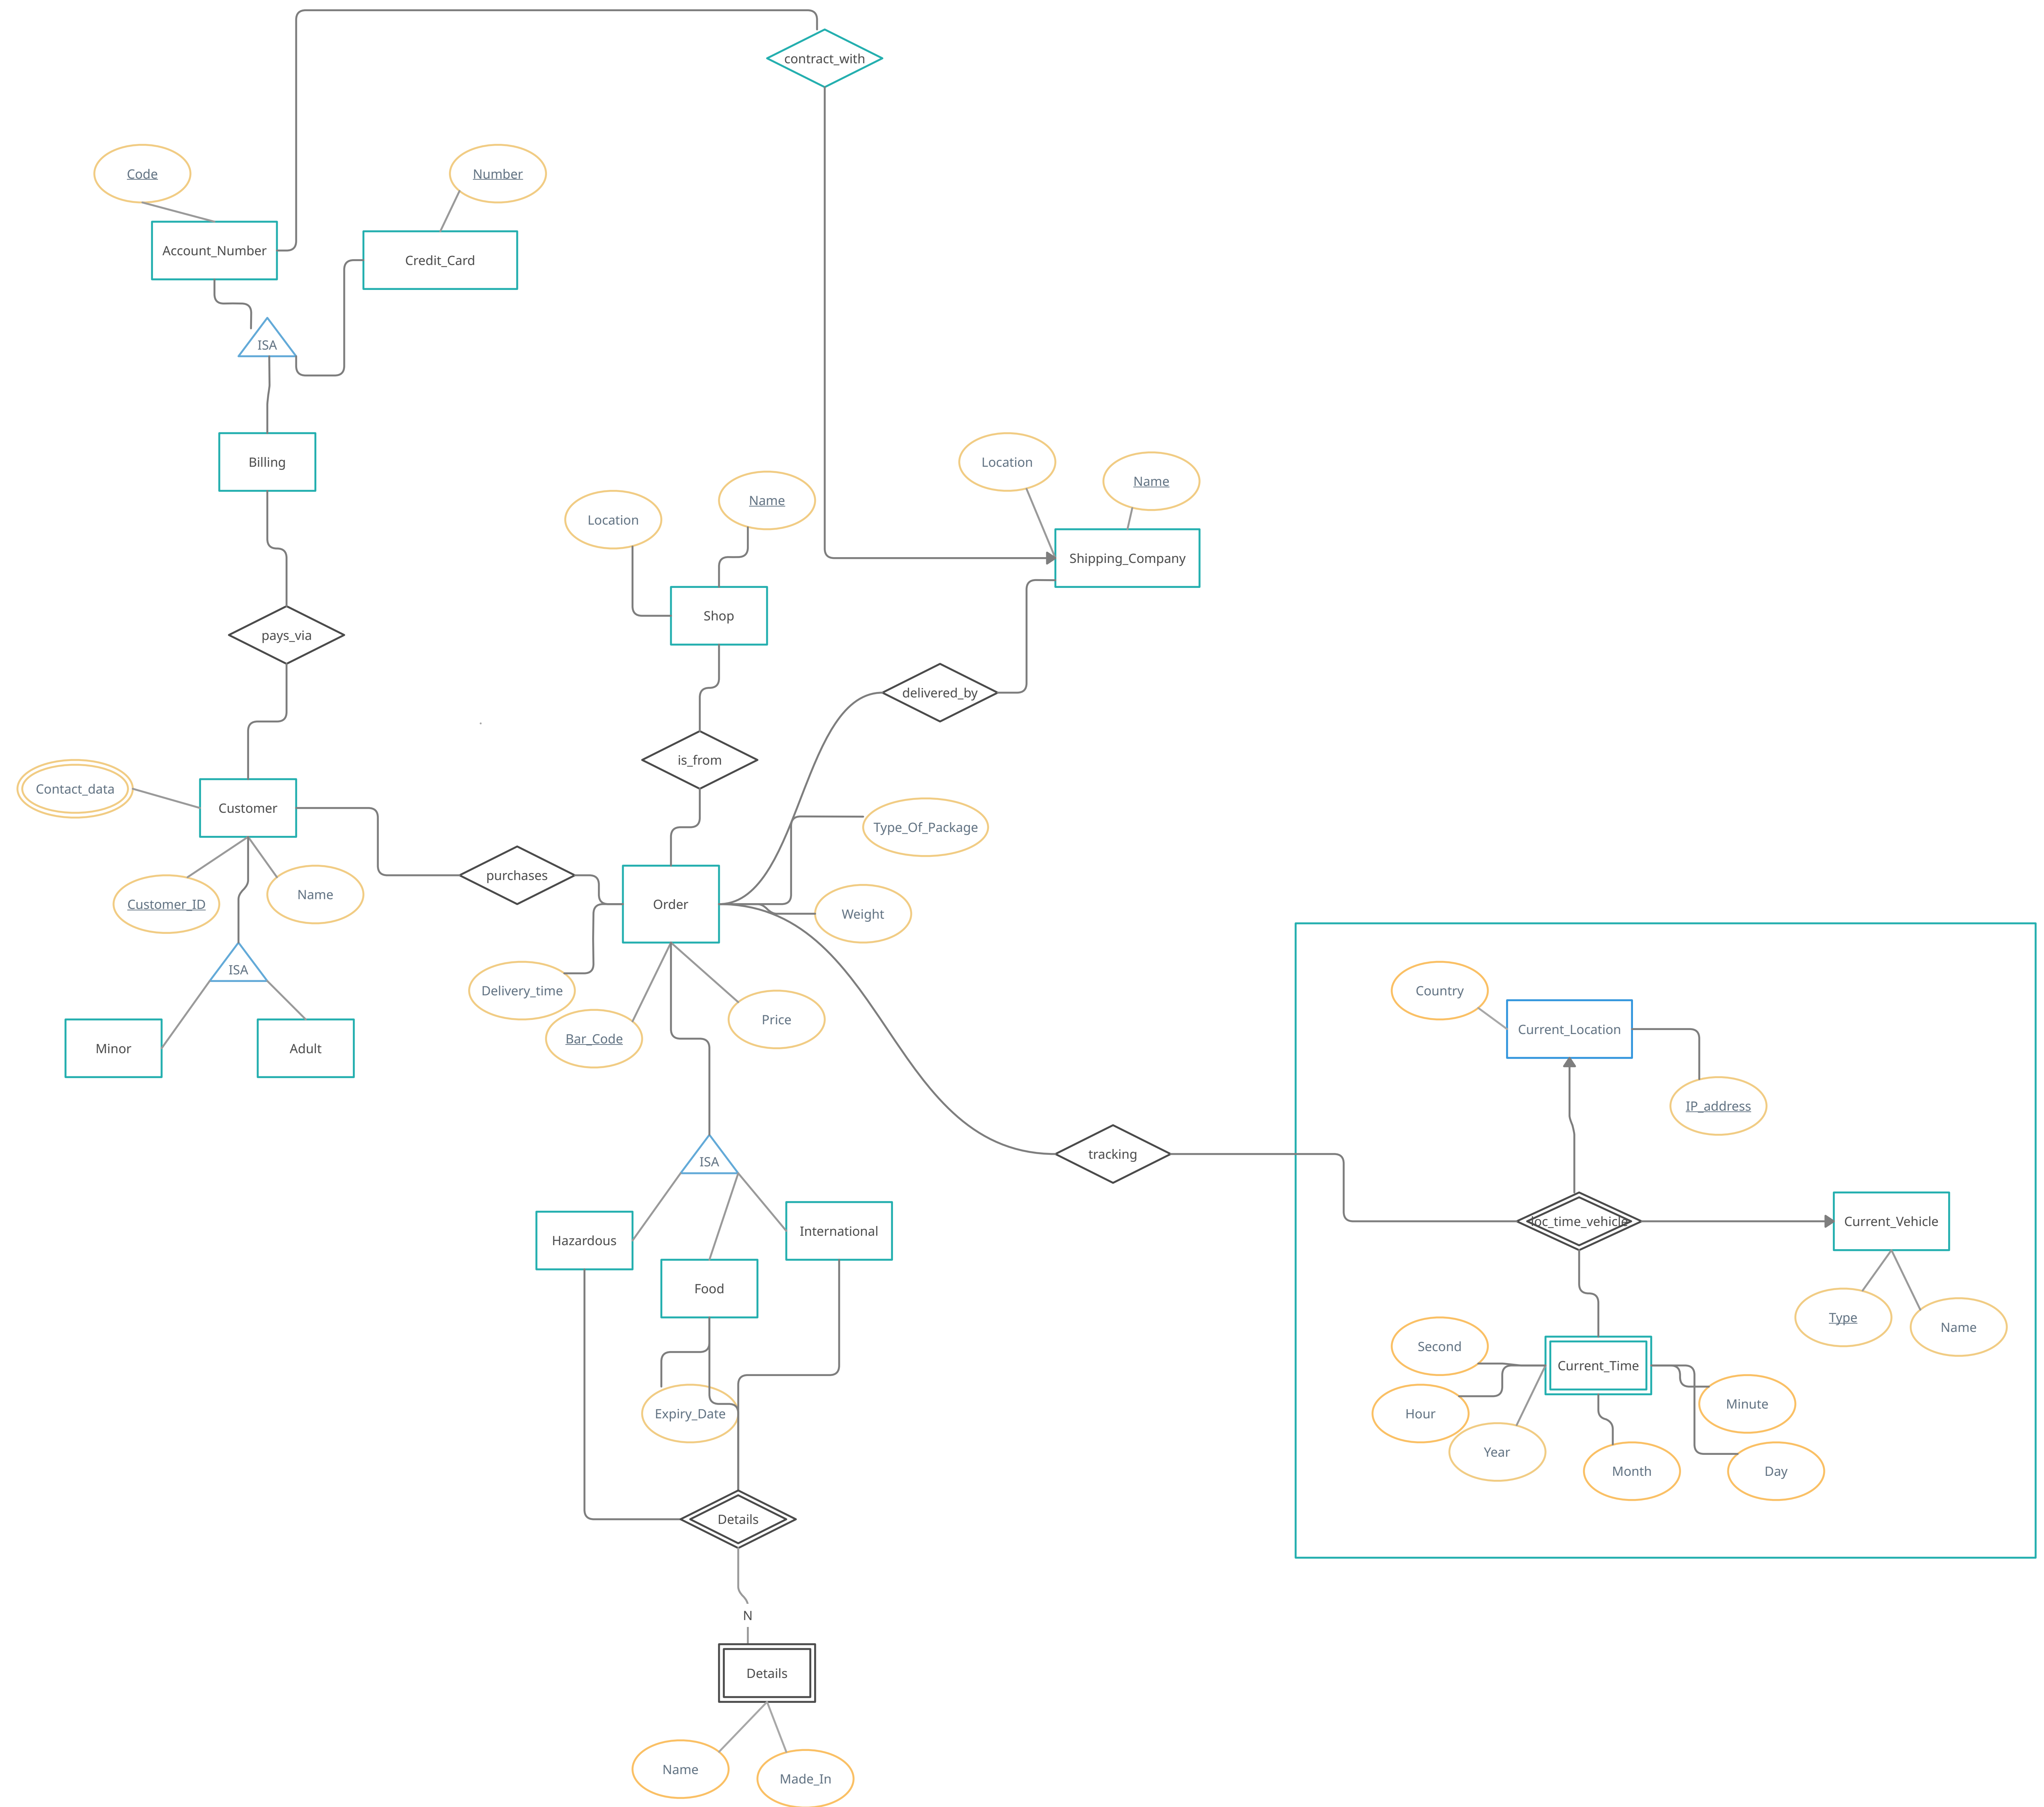 contract_with
Code
Number
Account_Number
Credit_Card
ISA
Billing
Location
Name
Location
Name
Shipping_Company
Shop
pays_via
delivered_by
is_from
Contact_data
Customer
Type_Of_Package
purchases
Customer_ID
Name
Order
Weight
ISA
Delivery_time
Bar_Code
Price
Minor
Adult
Country
Current_Location
IP_address
tracking
ISA
Hazardous
International
Food
loc_time_vehicle
Current_Vehicle
Type
Name
Second
Current_Time
Hour
Minute
Year
Month
Day
Expiry_Date
Details
N
Details
Name
Made_In